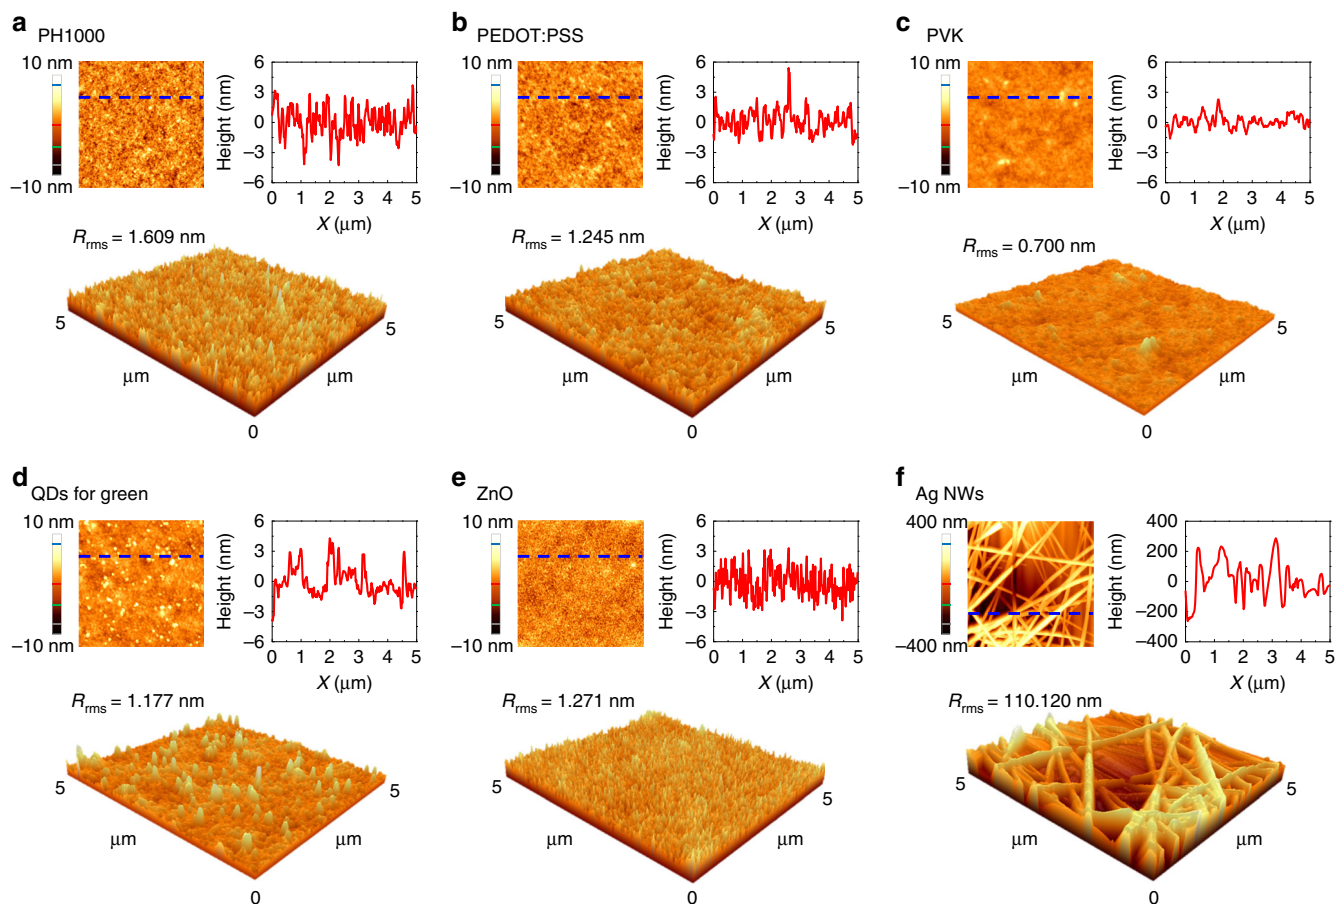 a
PH1000
10 nm
–10 nm
Height (nm)
6
3
0
–3
–6
0 1 2 3 4 5
X (μm)
Rrms = 1.609 nm
5
5
μm
μm
0
b
PEDOT:PSS
10 nm
–10 nm
Height (nm)
6
3
0
–3
–6
0 1 2 3 4 5
X (μm)
Rrms = 1.245 nm
5
5
μm
μm
0
c
PVK
10 nm
–10 nm
Height (nm)
6
3
0
–3
–6
0 1 2 3 4 5
X (μm)
Rrms = 0.700 nm
5
5
μm
μm
0
d
QDs for green
10 nm
–10 nm
Height (nm)
6
3
0
–3
–6
0 1 2 3 4 5
X (μm)
Rrms = 1.177 nm
5
5
μm
μm
0
e
ZnO
10 nm
–10 nm
Height (nm)
6
3
0
–3
–6
0 1 2 3 4 5
X (μm)
Rrms = 1.271 nm
5
5
μm
μm
0
f
Ag NWs
400 nm
–400 nm
Height (nm)
400
200
0
–200
–400
0 1 2 3 4 5
X (μm)
Rrms = 110.120 nm
5
5
μm
μm
0